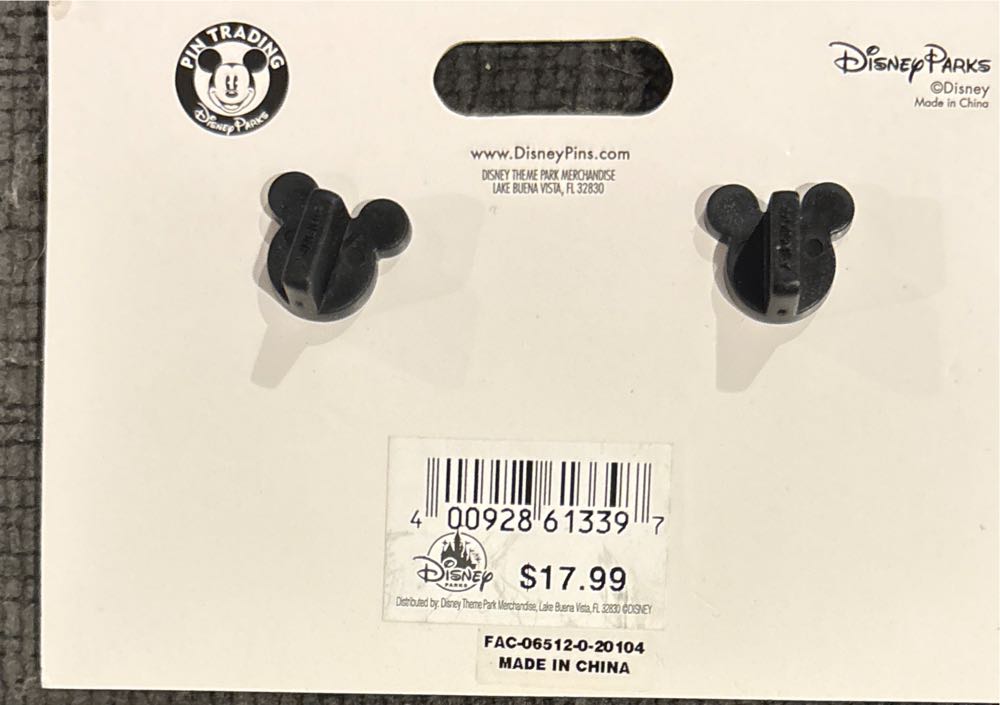 PIN TRADING
Disney Parks
Disney Parks
©Disney
Made in China
www.DisneyPins.com
DISNEY THEME PARK MERCHANDISE
LAKE BUENA VISTA, FL 32830
4 00928 61339 7
Disney
PARKS
$17.99
Distributed by: Disney Theme Park Merchandise, Lake Buena Vista, FL 32830 ©DISNEY
FAC-06512-0-20104
MADE IN CHINA